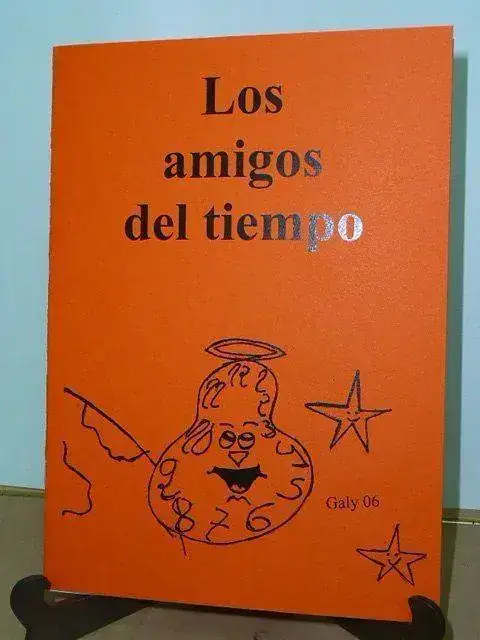 Los
amigos
del tiempo
Galy 06